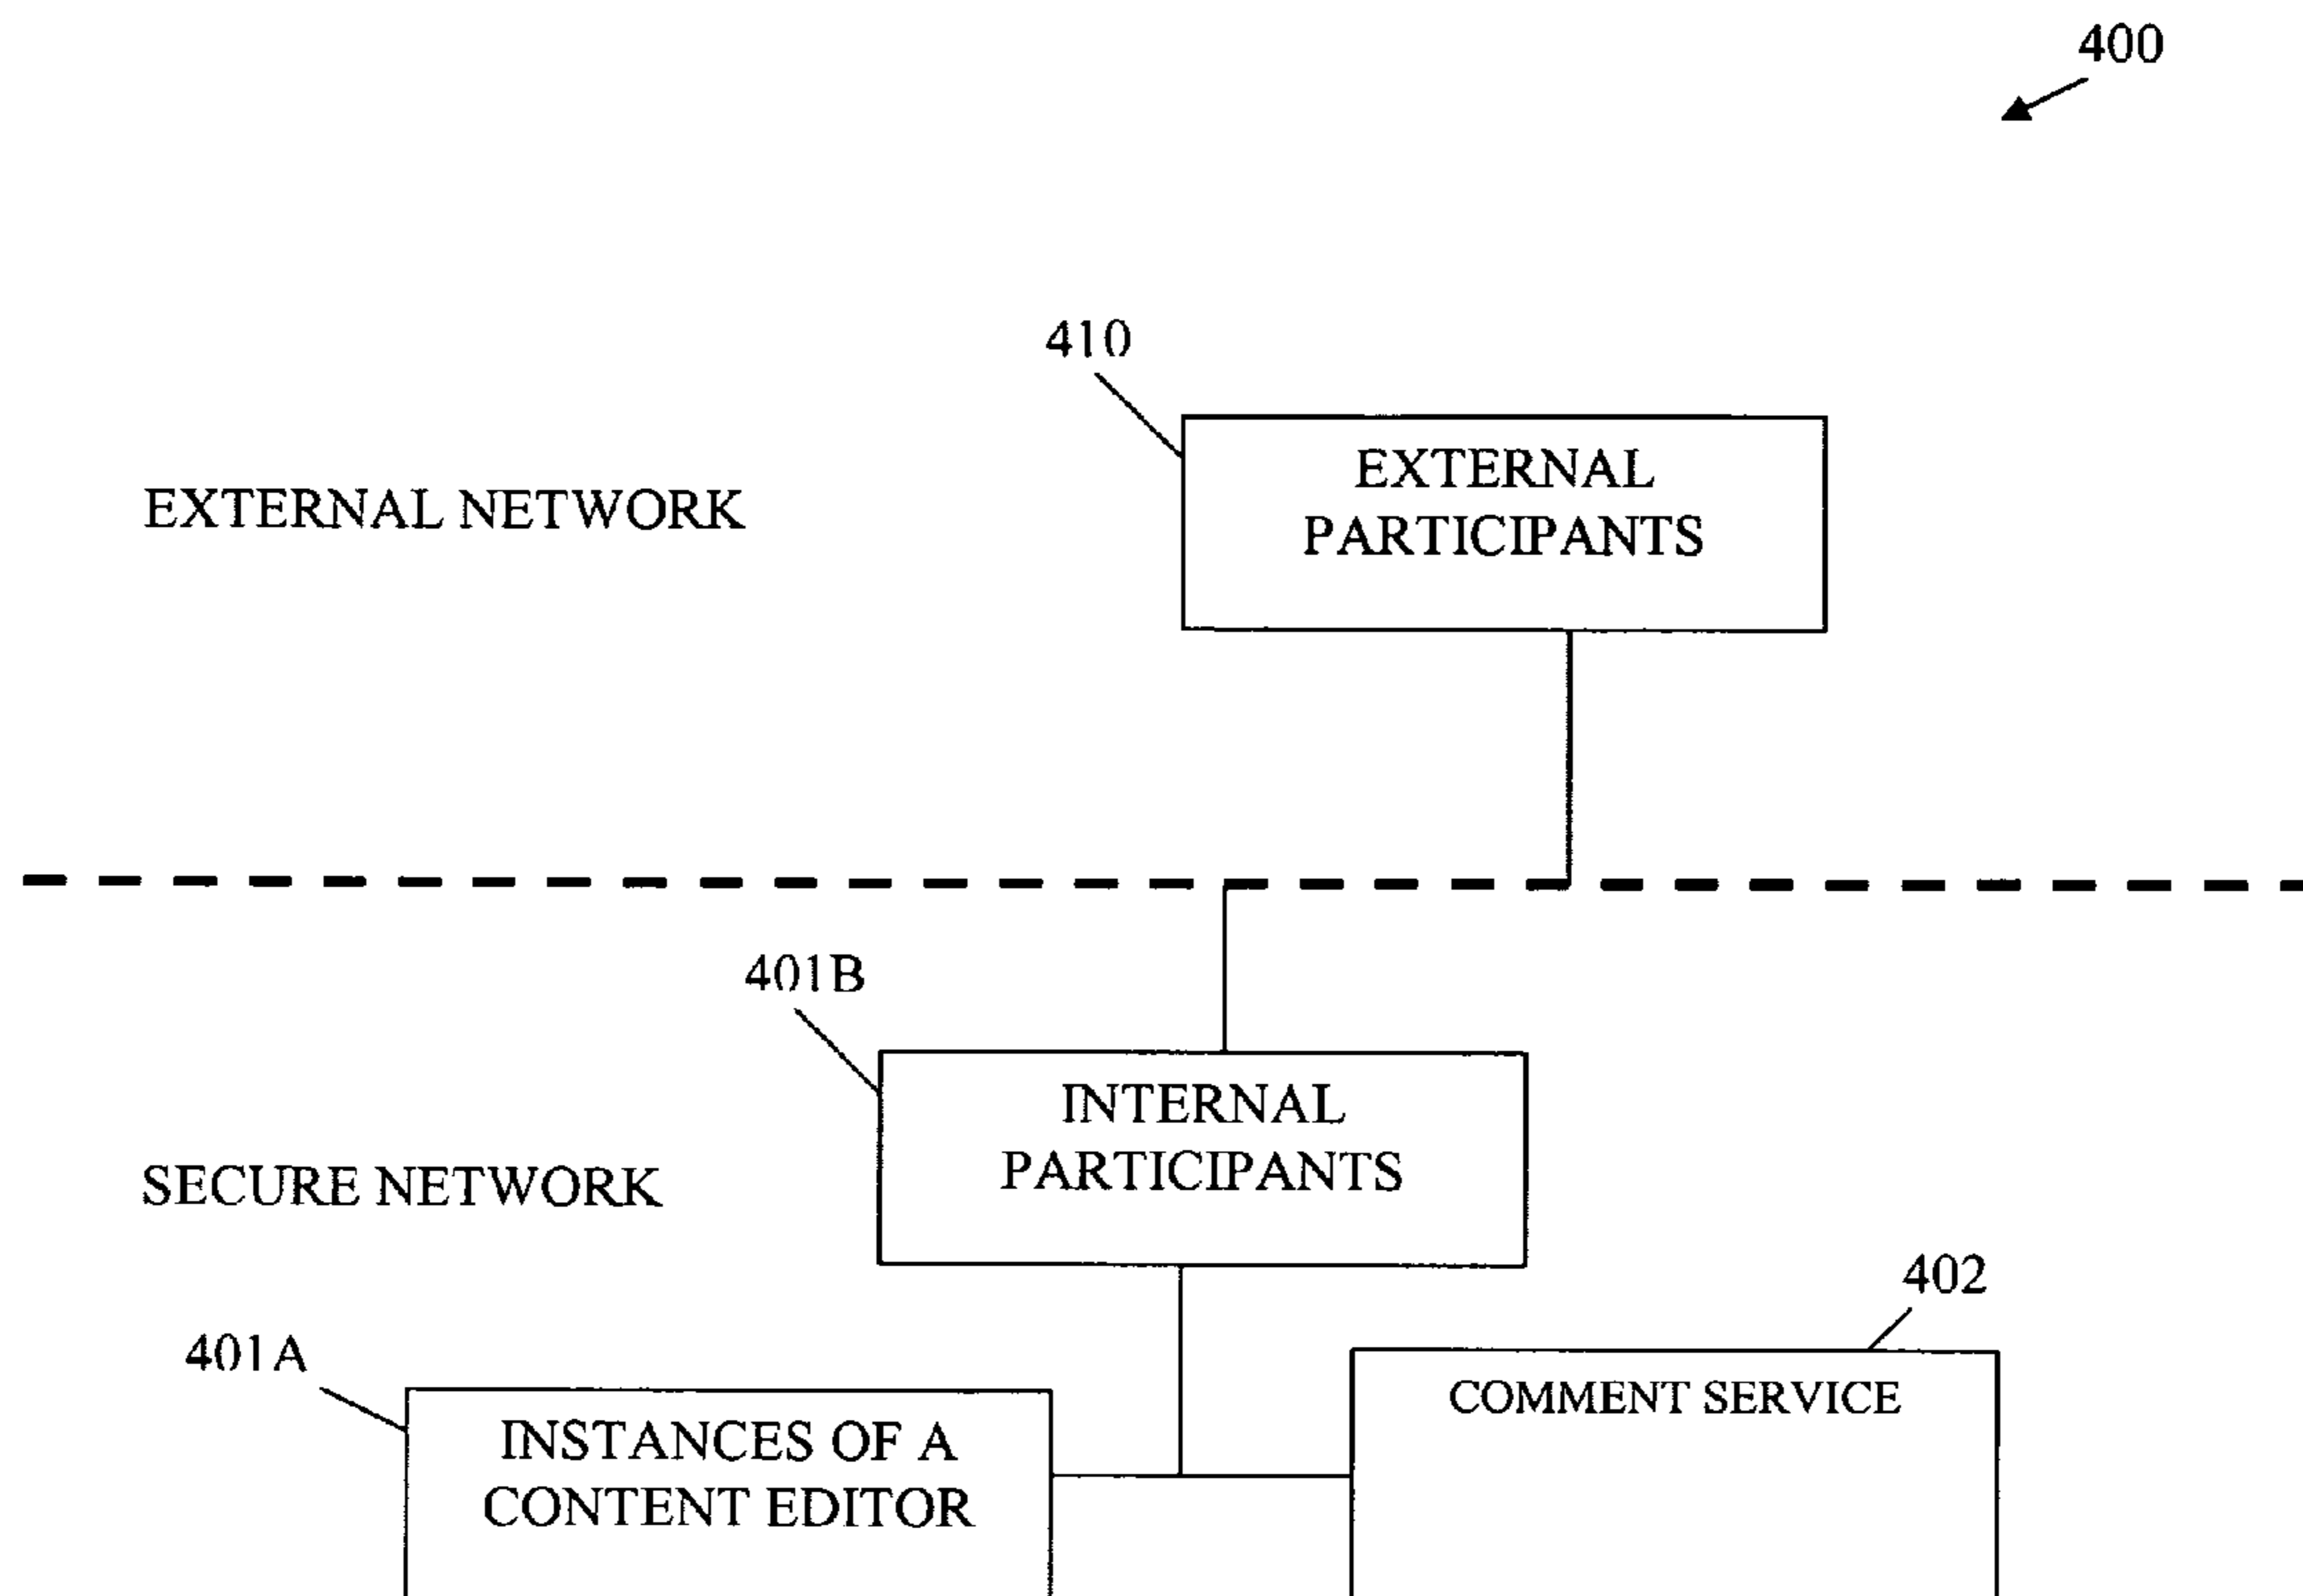 400
410
EXTERNAL
PARTICIPANTS
EXTERNAL NETWORK
401B
INTERNAL
PARTICIPANTS
SECURE NETWORK
402
401A
COMMENT SERVICE
INSTANCES OF A
CONTENT EDITOR